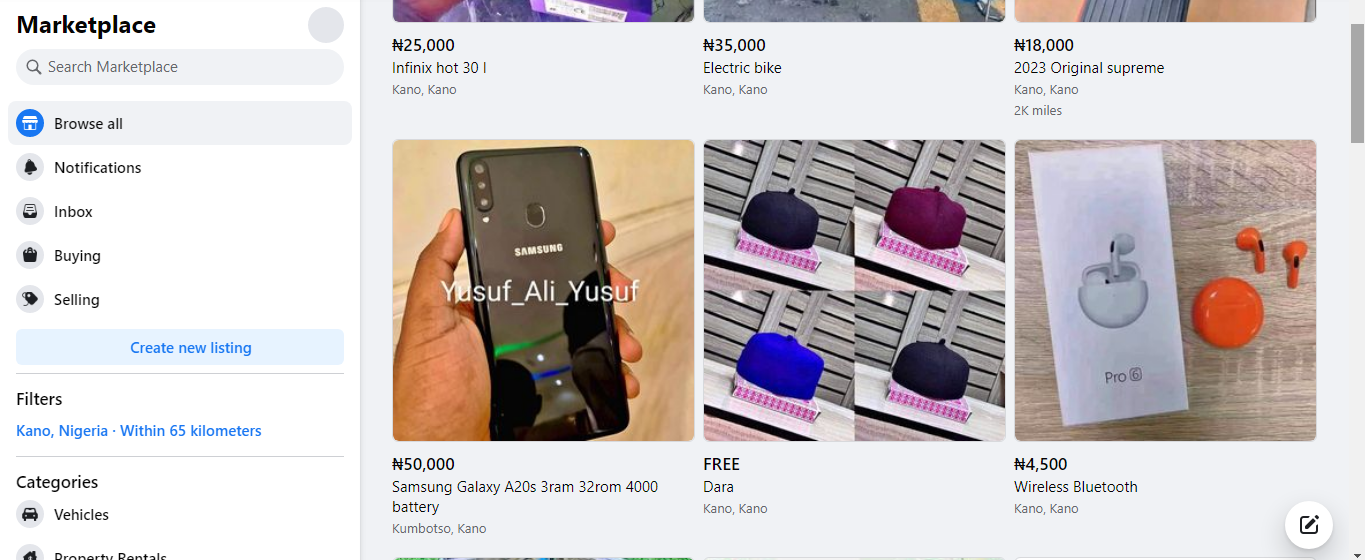 Marketplace
Search Marketplace
Browse all
Notifications
Inbox
Buying
Selling
Create new listing
Filters
Kano, Nigeria · Within 65 kilometers
Categories
Vehicles
Property Rentals
₦25,000
Infinix hot 30 I
Kano, Kano
₦35,000
Electric bike
Kano, Kano
₦18,000
2023 Original supreme
Kano, Kano
2K miles
SAMSUNG
Yusuf_Ali_Yusuf
₦50,000
Samsung Galaxy A20s 3ram 32rom 4000
battery
Kumbotso, Kano
FREE
Dara
Kano, Kano
Pro 6
₦4,500
Wireless Bluetooth
Kano, Kano